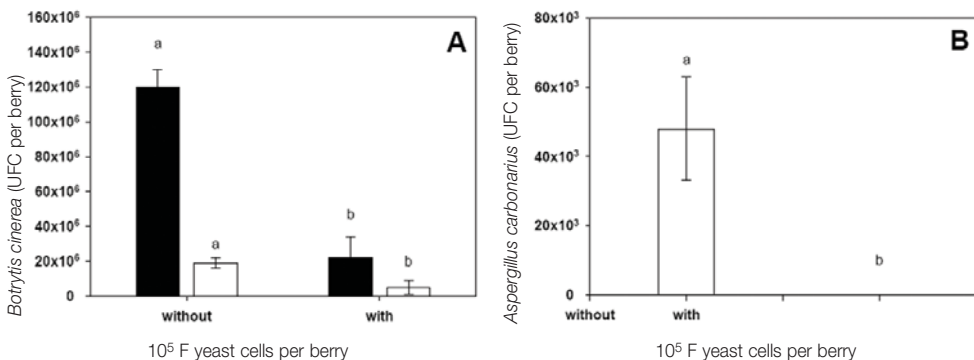 160x10⁶
140x10⁶
120x10⁶
100x10⁶
80x10⁶
60x10⁶
40x10⁶
20x10⁶
0
Botrytis cinerea (UFC per berry)
A
a
a
b
b
without with
10⁵ F yeast cells per berry
80x10³
60x10³
40x10³
20x10³
0
Aspergillus carbonarius (UFC per berry)
B
a
b
without with
10⁵ F yeast cells per berry